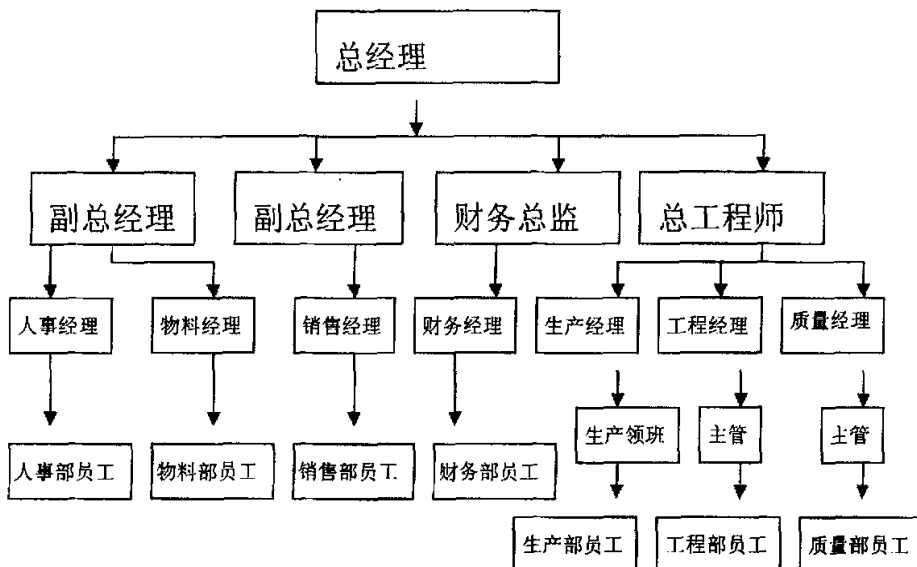 总经理
副总经理
副总经理
财务总监
总工程师
人事经理
物料经理
销售经理
财务经理
生产经理
工程经理
质量经理
生产领班
主管
主管
人事部员工
物料部员工
销售部员工
财务部员工
生产部员工
工程部员工
质量部员工